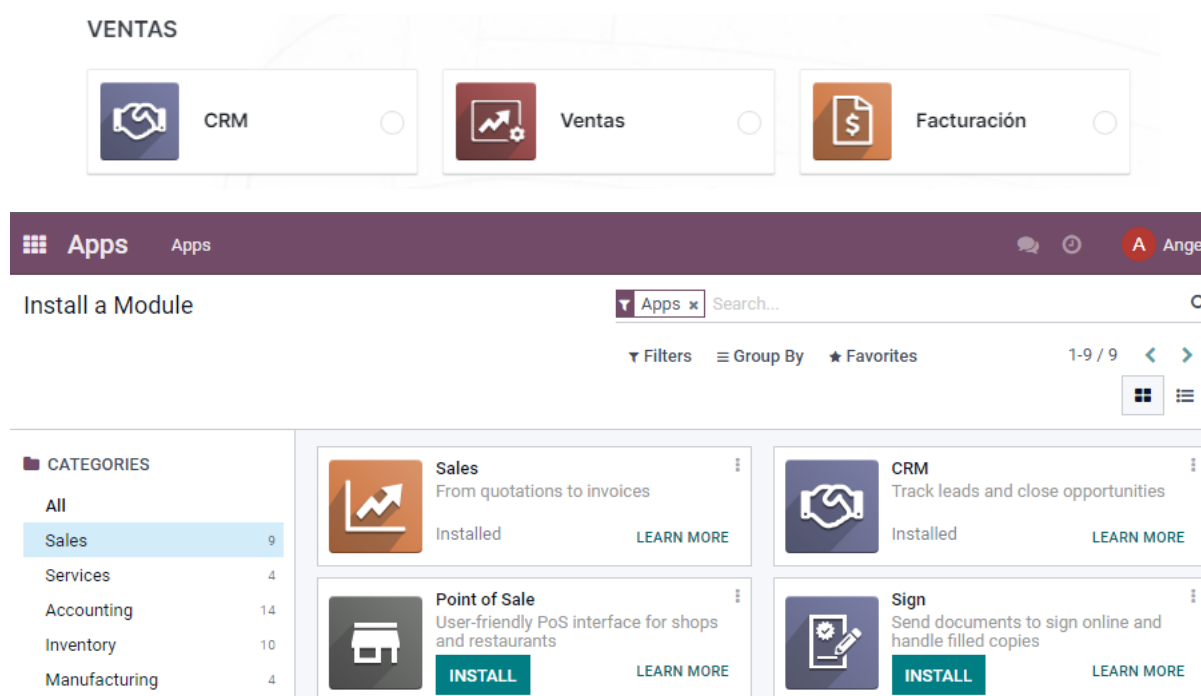 VENTAS
CRM
Ventas
Facturación
Apps Apps
A Ange
Install a Module
Apps × Search...
Filters Group By Favorites
1-9 / 9
CATEGORIES
All
Sales 9
Services 4
Accounting 14
Inventory 10
Manufacturing 4
Sales
From quotations to invoices
Installed LEARN MORE
CRM
Track leads and close opportunities
Installed LEARN MORE
Point of Sale
User-friendly PoS interface for shops
and restaurants
INSTALL LEARN MORE
Sign
Send documents to sign online and
handle filled copies
INSTALL LEARN MORE